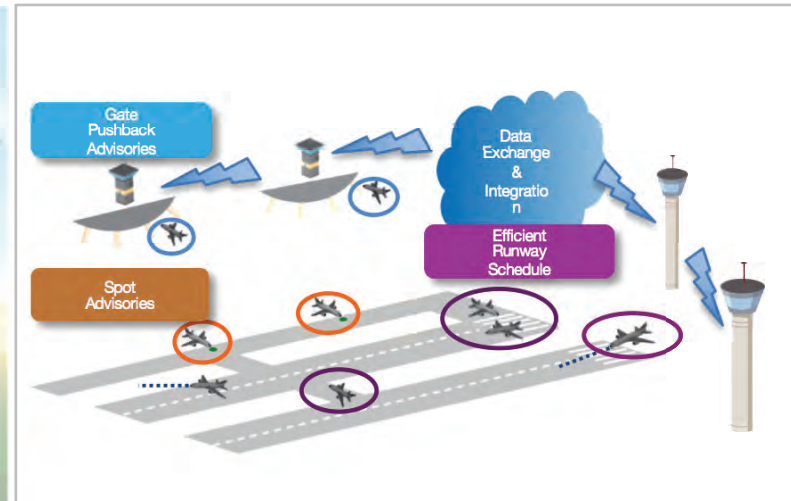 Gate
Pushback
Advisories
Data
Exchange
&
Integratio
n
Efficient
Runway
Schedule
Spot
Advisories